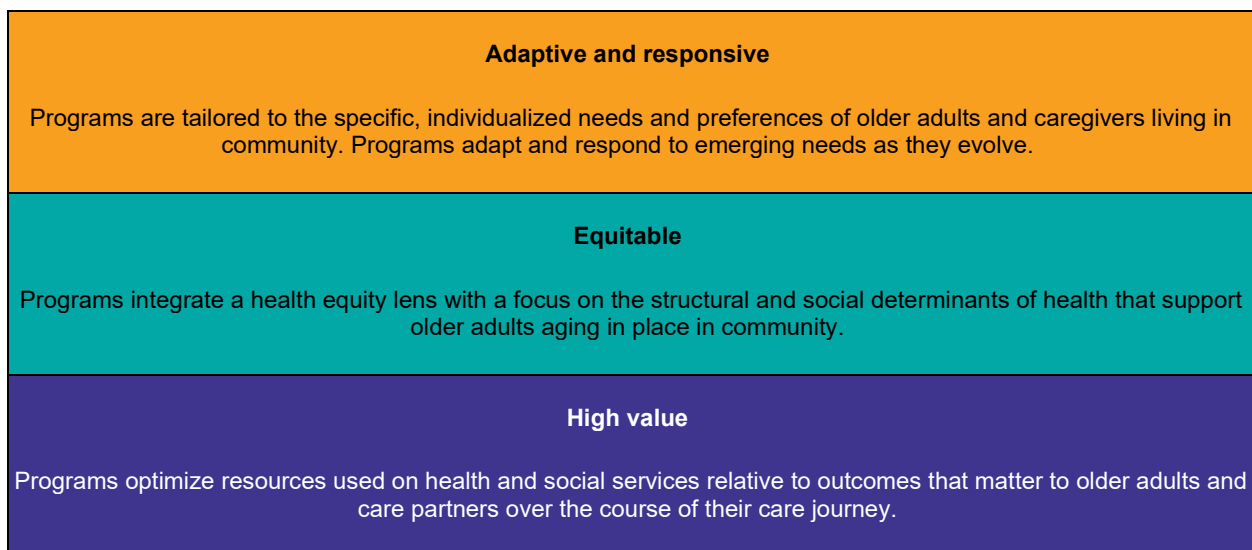 Adaptive and responsive
Programs are tailored to the specific, individualized needs and preferences of older adults and caregivers living in
community. Programs adapt and respond to emerging needs as they evolve.
Equitable
Programs integrate a health equity lens with a focus on the structural and social determinants of health that support
older adults aging in place in community.
High value
Programs optimize resources used on health and social services relative to outcomes that matter to older adults and
care partners over the course of their care journey.